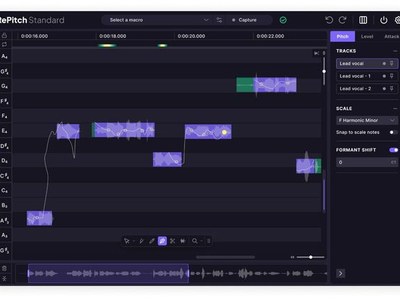 RePitch Standard
Select a macro
Capture
0:00:16.000
0:00:18.000
0:00:20.000
0:00:22.000
Pitch
Level
Attack
TRACKS
Lead vocal
Lead vocal - 1
Lead vocal - 2
SCALE
F Harmonic Minor
Snap to scale notes
FORMANT SHIFT
0
A₄
G♯₄
G₄
F♯₄
F₄
E₄
D♯₄
D₄
C♯₄
C₄
B₃
A♯₃
A₃